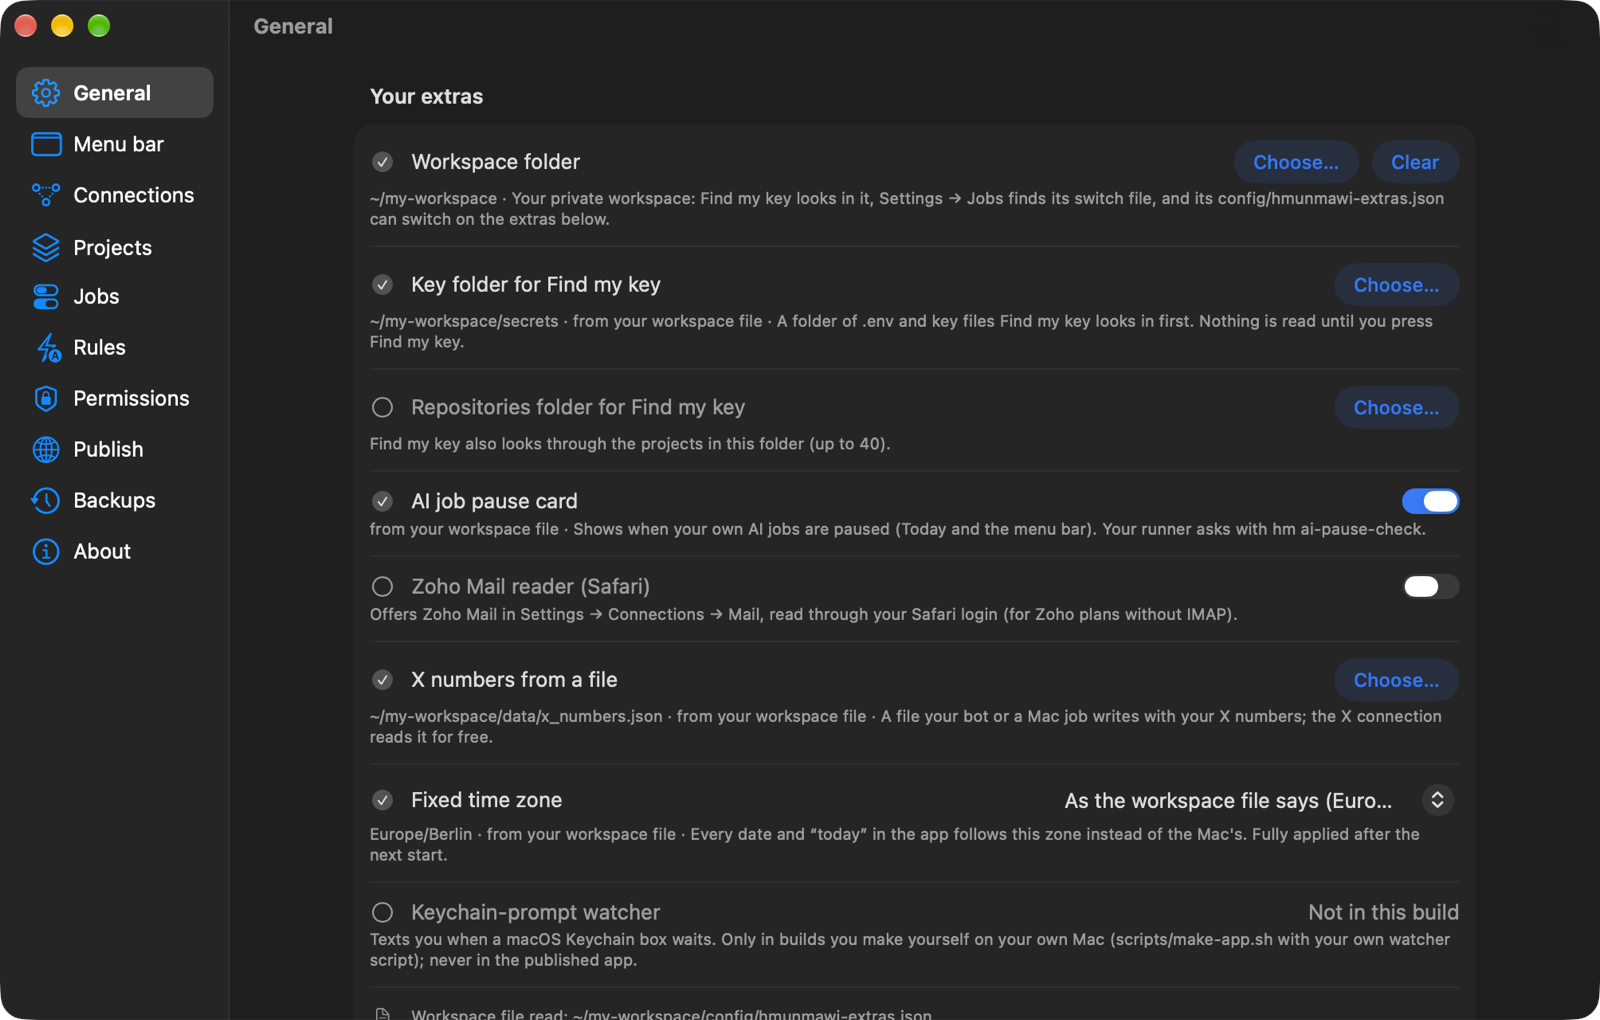 General
General
Menu bar
Connections
Projects
Jobs
Rules
Permissions
Publish
Backups
About
Your extras
Workspace folder
Choose...
Clear
~/my-workspace · Your private workspace: Find my key looks in it, Settings → Jobs finds its switch file, and its config/hmunmawi-extras.json
can switch on the extras below.
Key folder for Find my key
Choose...
~/my-workspace/secrets · from your workspace file · A folder of .env and key files Find my key looks in first. Nothing is read until you press
Find my key.
Repositories folder for Find my key
Choose...
Find my key also looks through the projects in this folder (up to 40).
AI job pause card
from your workspace file · Shows when your own AI jobs are paused (Today and the menu bar). Your runner asks with hm ai-pause-check.
Zoho Mail reader (Safari)
Offers Zoho Mail in Settings → Connections → Mail, read through your Safari login (for Zoho plans without IMAP).
X numbers from a file
Choose...
~/my-workspace/data/x_numbers.json · from your workspace file · A file your bot or a Mac job writes with your X numbers; the X connection
reads it for free.
Fixed time zone
As the workspace file says (Euro...
Europe/Berlin · from your workspace file · Every date and “today” in the app follows this zone instead of the Mac's. Fully applied after the
next start.
Keychain-prompt watcher
Not in this build
Texts you when a macOS Keychain box waits. Only in builds you make yourself on your own Mac (scripts/make-app.sh with your own watcher
script); never in the published app.
Workspace file read: ~/my-workspace/config/hmunmawi-extras.json